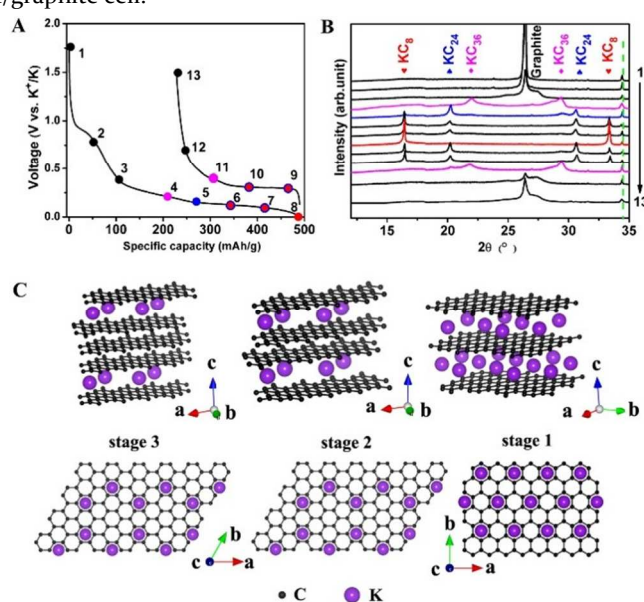 /graphite cell.
A
B
2.0
1.5
1.0
0.5
0.0
Voltage (V vs. K⁺/K)
1
2
3
4
5
6
7
8
9
10
11
12
13
0 100 200 300 400 500
Specific capacity (mAh/g)
Intensity (arb.unit)
KC₈
KC₂₄
KC₃₆
Graphite
KC₃₆
KC₂₄
KC₈
1
13
15 20 25 30 35
2θ (°)
C
c
a
b
c
a
b
c
a
b
stage 3 stage 2 stage 1
b
c
a
b
c
a
b
c
a
C K